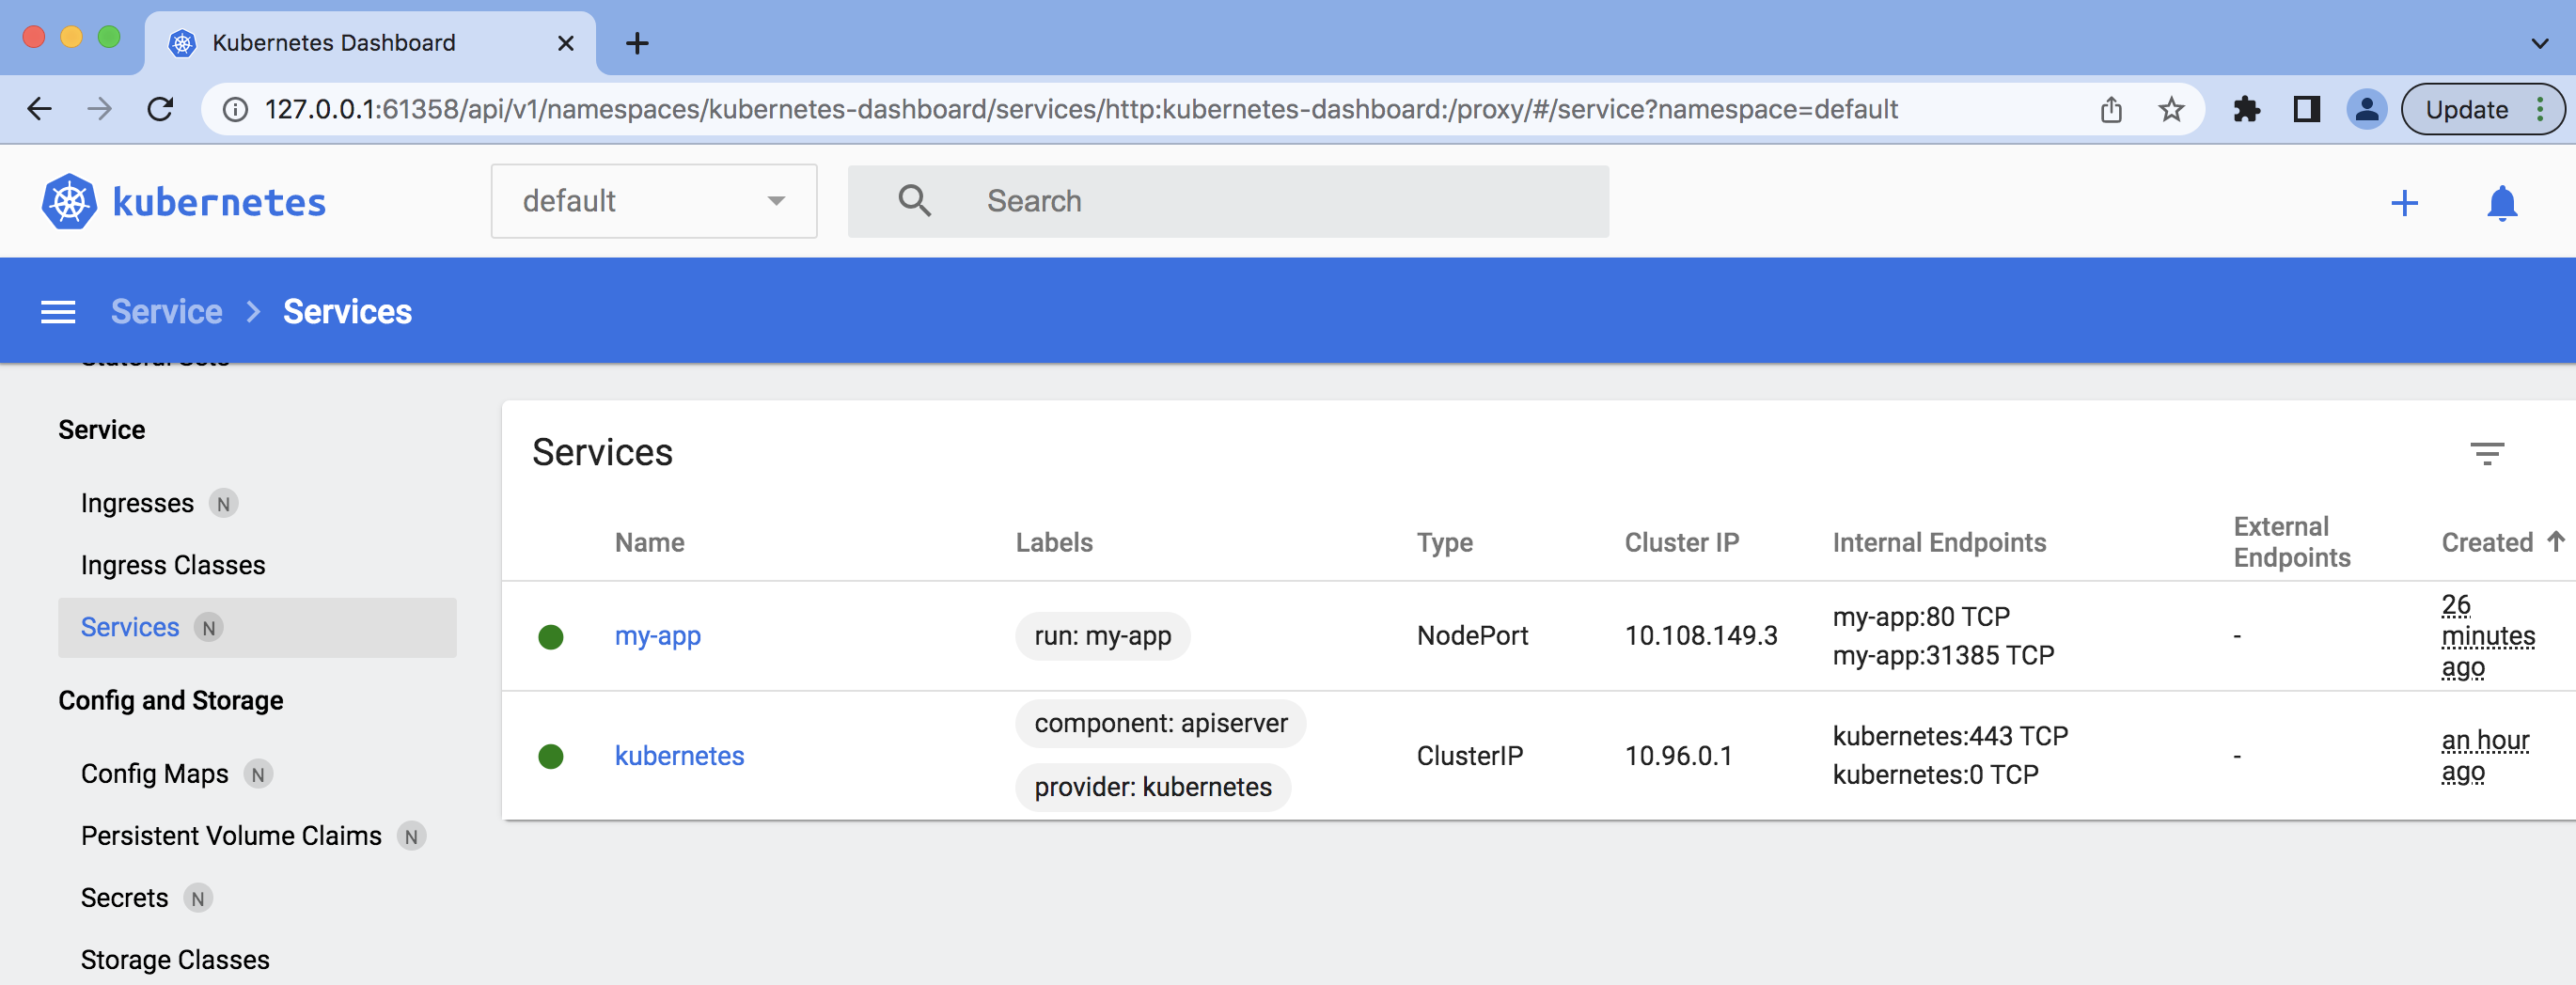 Kubernetes Dashboard
127.0.0.1:61358/api/v1/namespaces/kubernetes-dashboard/services/http:kubernetes-dashboard:/proxy/#/service?namespace=default
Update
kubernetes
default
Search
Service
Services
Service
Ingresses N
Ingress Classes
Services N
Config and Storage
Config Maps N
Persistent Volume Claims N
Secrets N
Storage Classes
Services
Name
Labels
Type
Cluster IP
Internal Endpoints
External
Endpoints
Created
my-app
run: my-app
NodePort
10.108.149.3
my-app:80 TCP
my-app:31385 TCP
-
26
minutes
ago
kubernetes
component: apiserver
provider: kubernetes
ClusterIP
10.96.0.1
kubernetes:443 TCP
kubernetes:0 TCP
-
an hour
ago